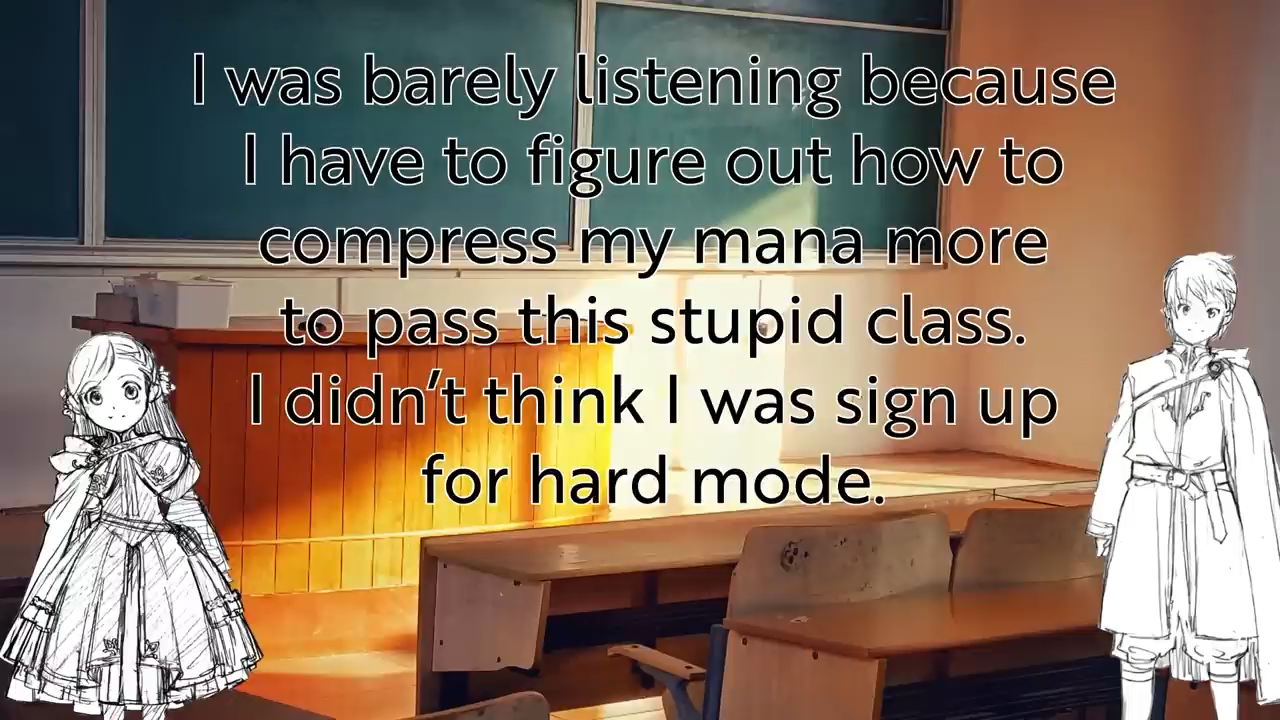 I was barely listening because
I have to figure out how to
compress my mana more
to pass this stupid class.
I didn’t think I was sign up
for hard mode.